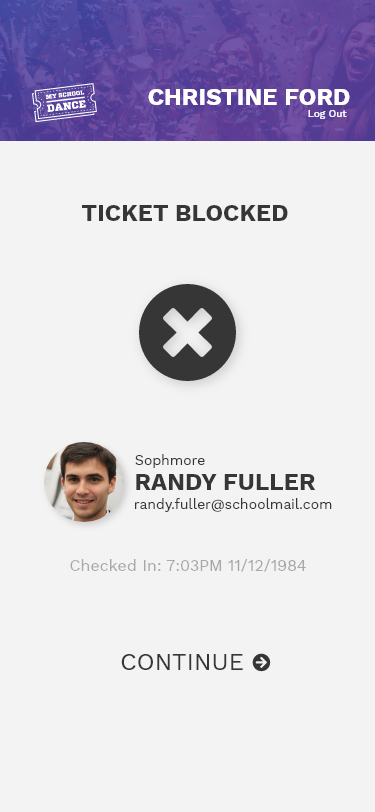 MY SCHOOL
DANCE
CHRISTINE FORD
Log Out
TICKET BLOCKED
Sophmore
RANDY FULLER
randy.fuller@schoolmail.com
Checked In: 7:03PM 11/12/1984
CONTINUE